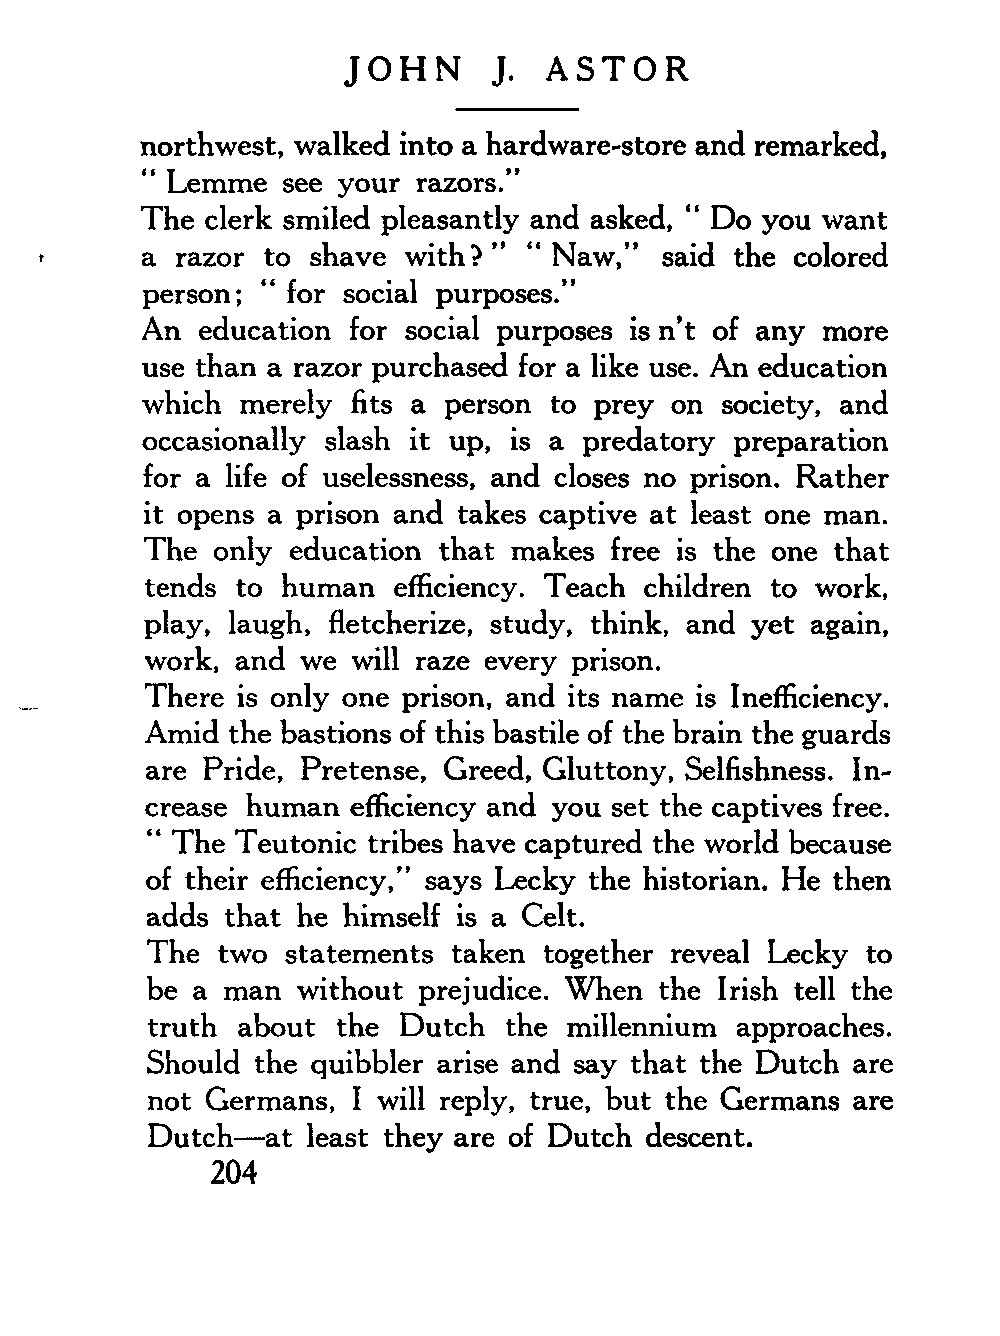 JOHN J. ASTOR
northwest, walked into a hardware-store and remarked,
“ Lemme see your razors.”
The clerk smiled pleasantly and asked, “ Do you want
a razor to shave with? ” “ Naw,” said the colored
person; “ for social purposes.”
An education for social purposes is n’t of any more
use than a razor purchased for a like use. An education
which merely fits a person to prey on society, and
occasionally slash it up, is a predatory preparation
for a life of uselessness, and closes no prison. Rather
it opens a prison and takes captive at least one man.
The only education that makes free is the one that
tends to human efficiency. Teach children to work,
play, laugh, fletcherize, study, think, and yet again,
work, and we will raze every prison.
There is only one prison, and its name is Inefficiency.
Amid the bastions of this bastile of the brain the guards
are Pride, Pretense, Greed, Gluttony, Selfishness. In-
crease human efficiency and you set the captives free.
“ The Teutonic tribes have captured the world because
of their efficiency,” says Lecky the historian. He then
adds that he himself is a Celt.
The two statements taken together reveal Lecky to
be a man without prejudice. When the Irish tell the
truth about the Dutch the millennium approaches.
Should the quibbler arise and say that the Dutch are
not Germans, I will reply, true, but the Germans are
Dutch—at least they are of Dutch descent.
204